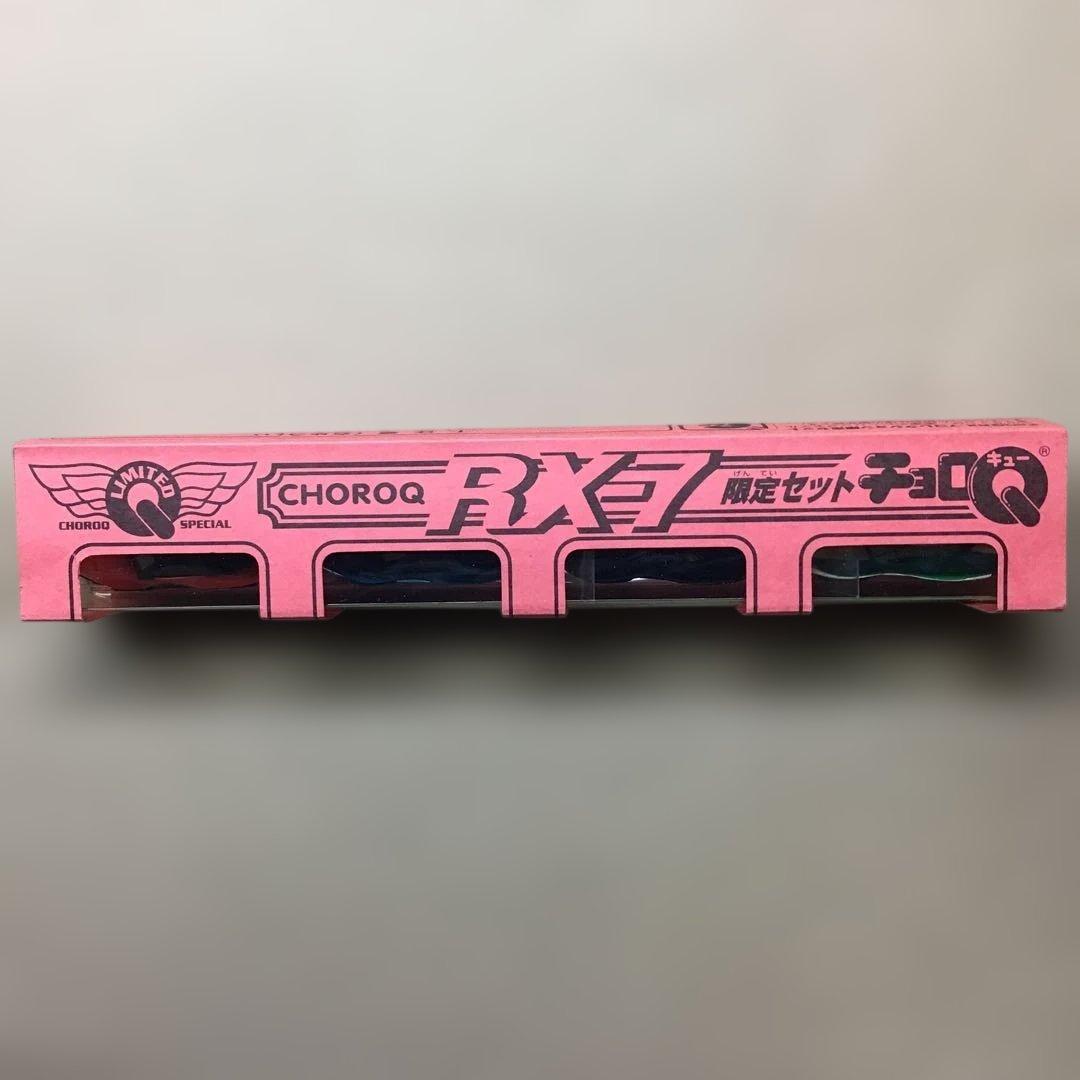 LIMITED
Q
CHOROQ SPECIAL
CHOROQ
RX-7
げんてい
限定セット
チョロQ
キュー
®